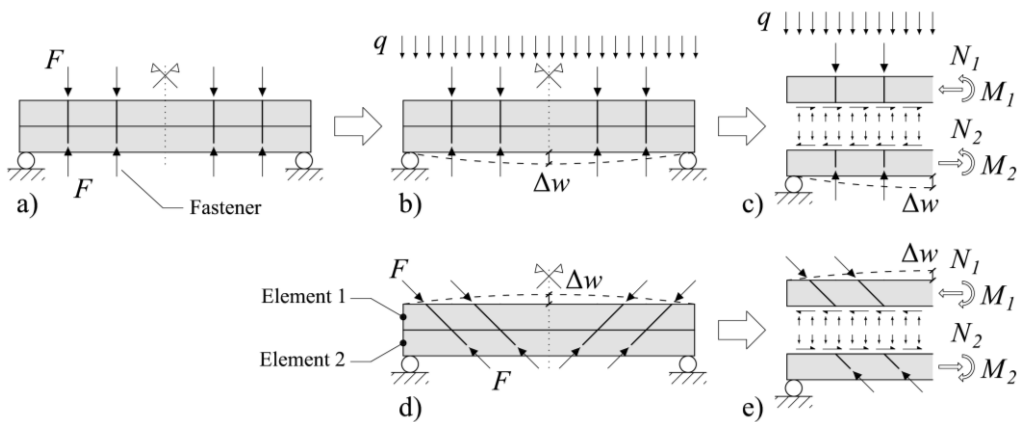 F
F
Fastener
a)
q
Δw
b)
q
N₁
M₁
N₂
M₂
Δw
c)
F
Element 1
Element 2
Δw
F
d)
Δw
N₁
M₁
N₂
M₂
e)